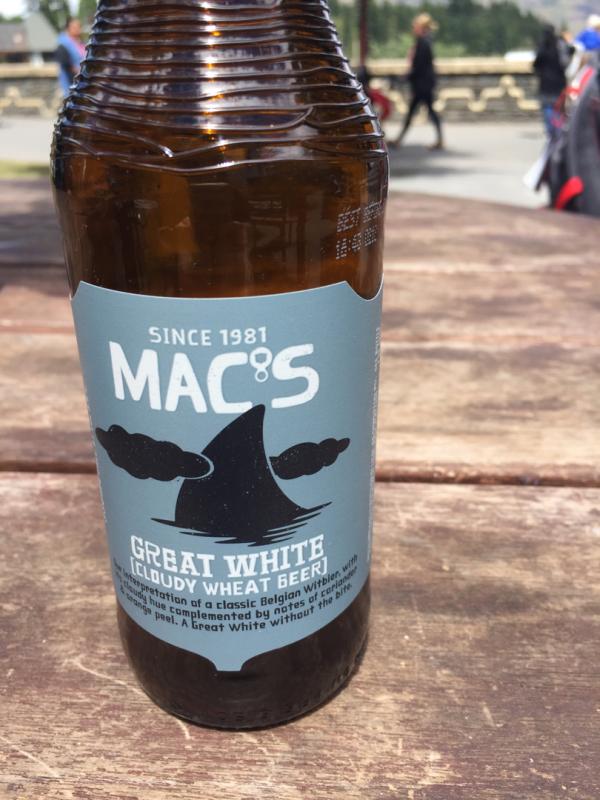 BEST
SINCE 1981
MAC'S
GREAT WHITE
[CLOUDY WHEAT BEER]
interpretation of a classic Belgian Witbier, with
cloudy hue complemented by notes of coriander
& orange peel. A Great White without the bite.